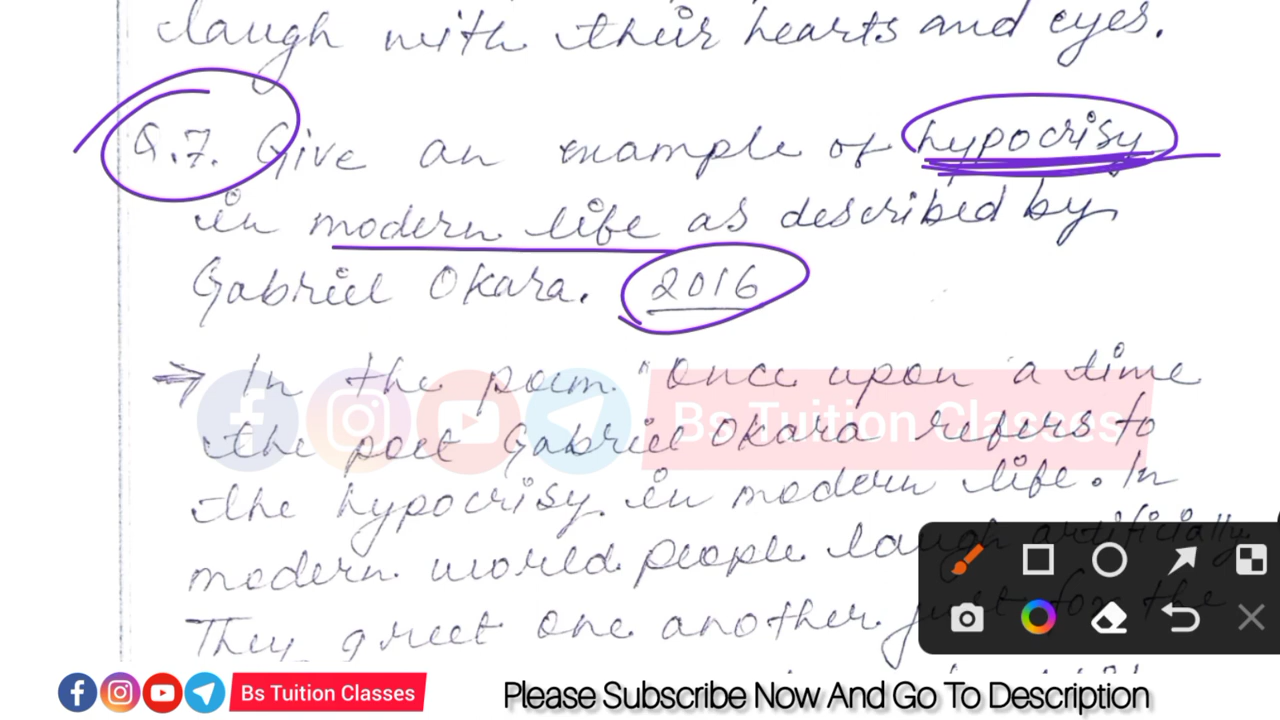 laugh with their hearts and eyes.
Q.7. Give an example of hypocrisy
in modern life as described by
Gabriel Okara. 2016
⇒ In the poem "Once upon a time
the poet Gabriel Okara refers to
Bs Tuition Classes
the hypocrisy in modern life. In
modern world people laugh artificially
They greet one another just for the
Bs Tuition Classes
Please Subscribe Now And Go To Description